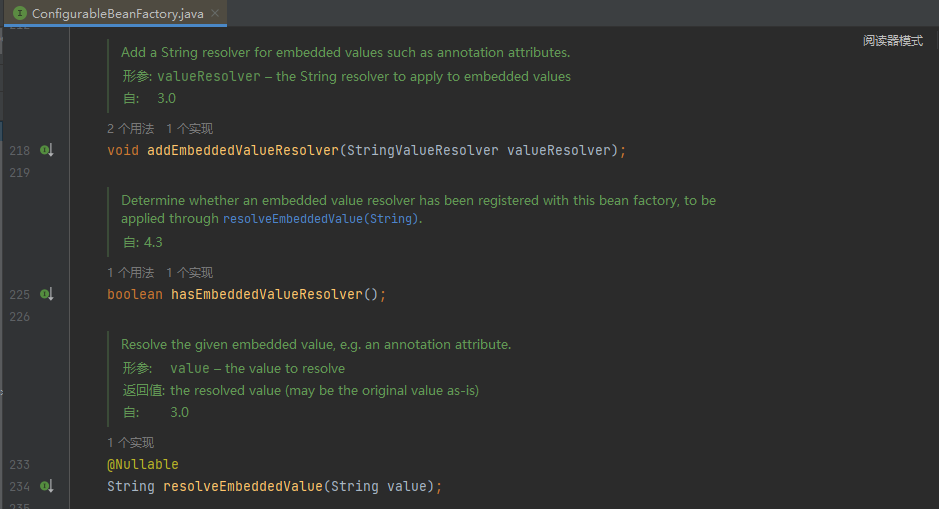 ConfigurableBeanFactory.java
阅读器模式
Add a String resolver for embedded values such as annotation attributes.
形参: valueResolver – the String resolver to apply to embedded values
自: 3.0
2 个用法 1 个实现
218 void addEmbeddedValueResolver(StringValueResolver valueResolver);
219
Determine whether an embedded value resolver has been registered with this bean factory, to be
applied through resolveEmbeddedValue(String).
自: 4.3
1 个用法 1 个实现
225 boolean hasEmbeddedValueResolver();
226
Resolve the given embedded value, e.g. an annotation attribute.
形参: value – the value to resolve
返回值: the resolved value (may be the original value as-is)
自: 3.0
1 个实现
233 @Nullable
234 String resolveEmbeddedValue(String value);